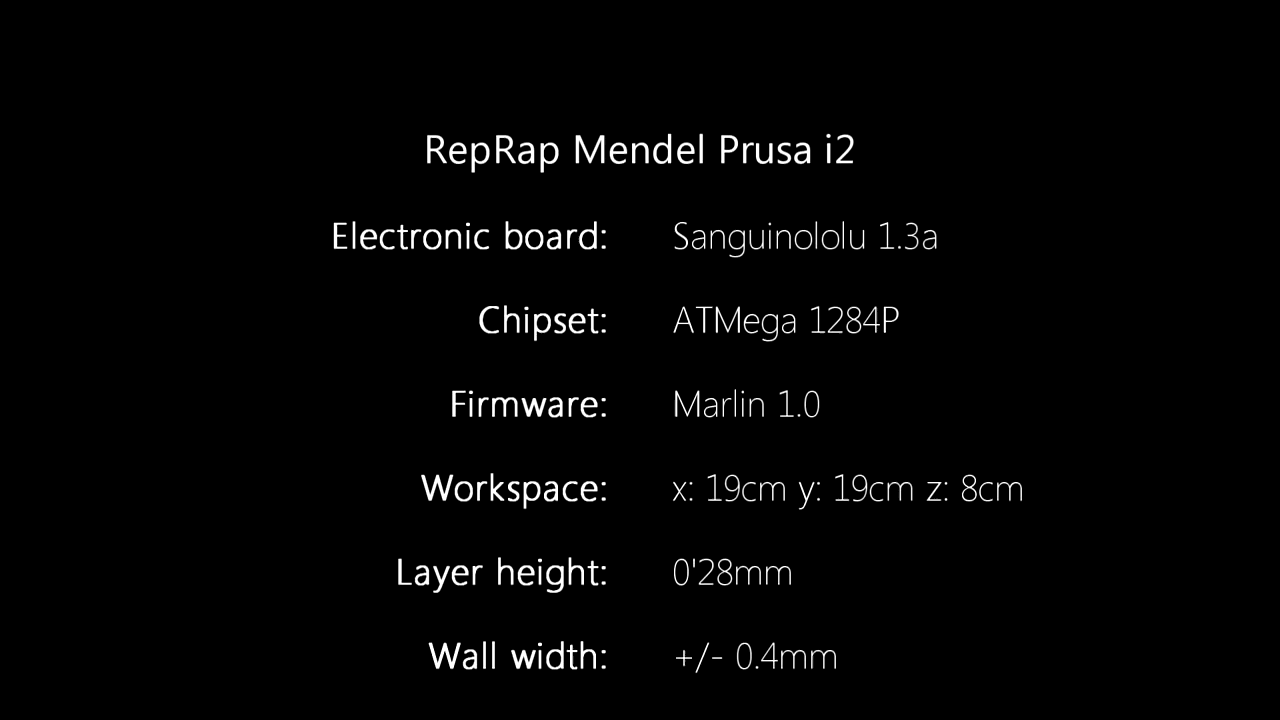 RepRap Mendel Prusa i2
Electronic board: Sanguinololu 1.3a
Chipset: ATMega 1284P
Firmware: Marlin 1.0
Workspace: x: 19cm y: 19cm z: 8cm
Layer height: 0'28mm
Wall width: +/- 0.4mm